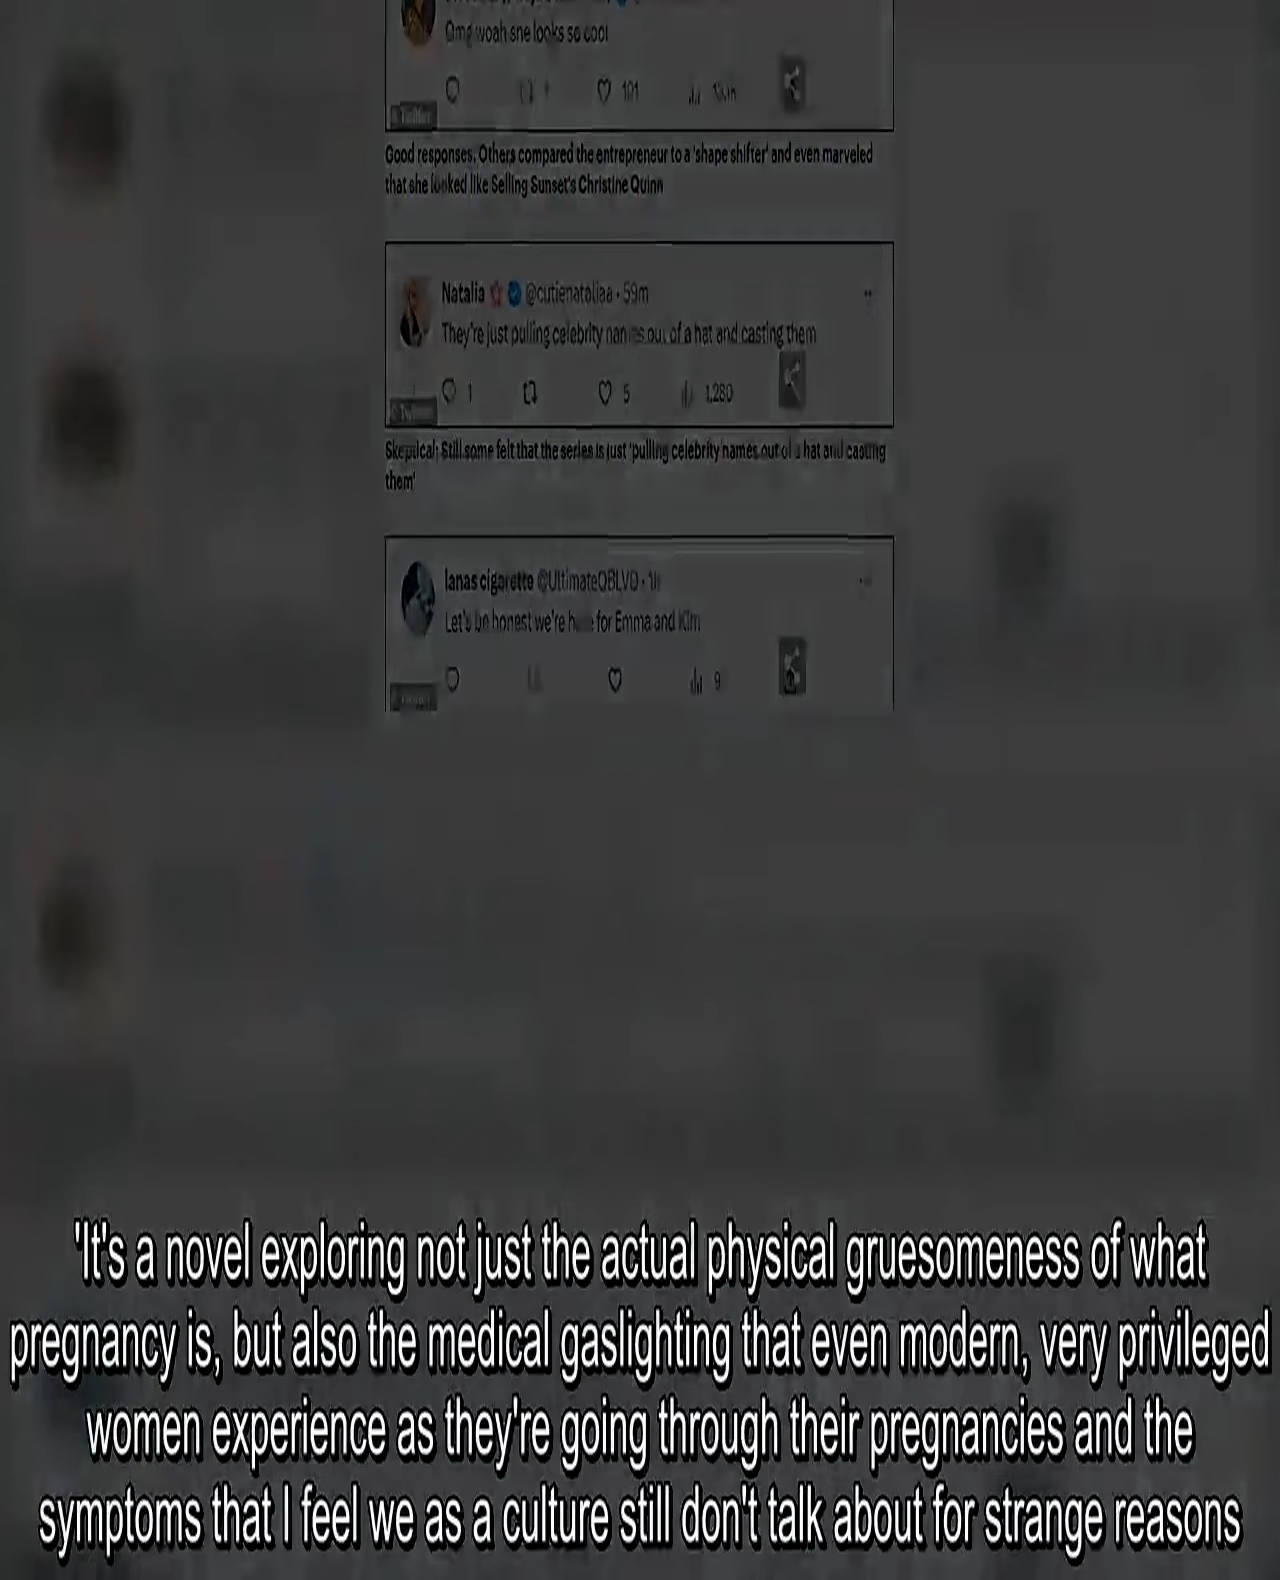 Omg woah she looks so cool
101
Good responses. Others compared the entrepreneur to a 'shape shifter' and even marveled
that she looked like Selling Sunset's Christine Quinn
Natalia @cutienataliaa · 59m
They're just pulling celebrity names out of a hat and casting them
1 5 1,280
Skeptical: Still some felt that the series is just 'pulling celebrity names out of a hat and casting
them'
lanas cigarette @UltimateOBLVD · 1h
Let's be honest we're here for Emma and Kim
9
'It's a novel exploring not just the actual physical gruesomeness of what
pregnancy is, but also the medical gaslighting that even modern, very privileged
women experience as they're going through their pregnancies and the
symptoms that I feel we as a culture still don't talk about for strange reasons